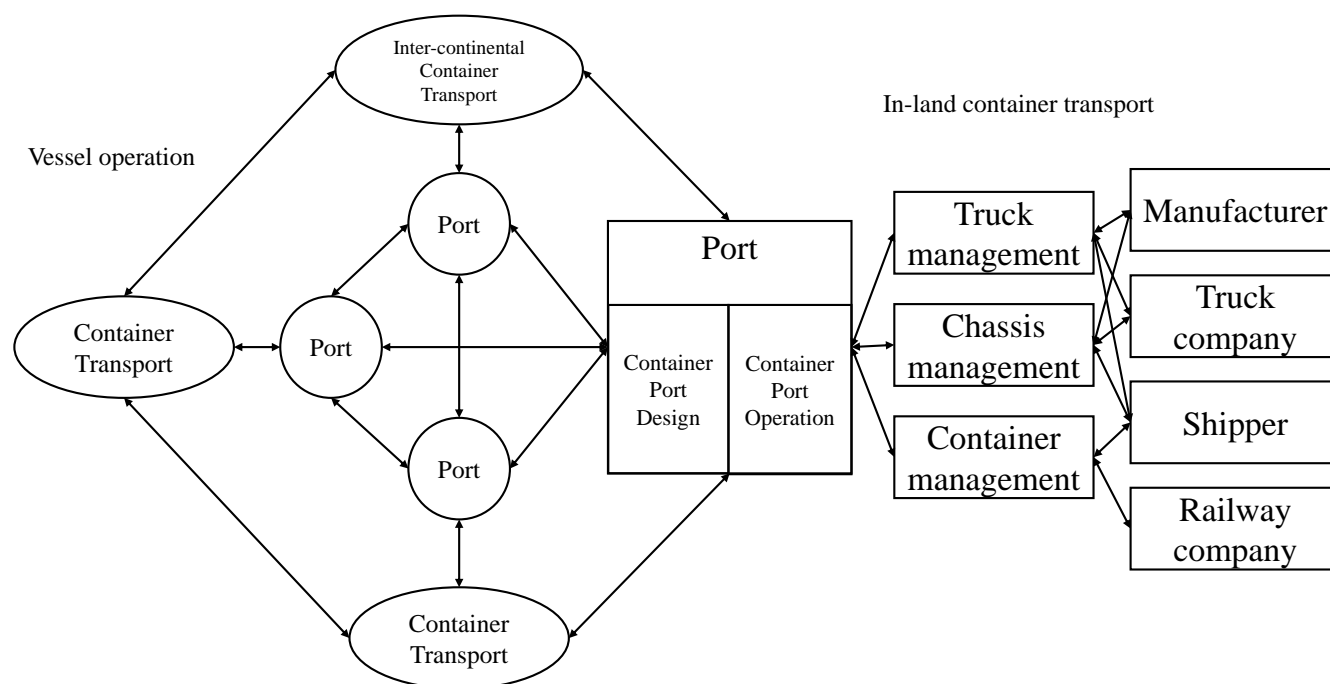 Inter-continental
Container
Transport
In-land container transport
Vessel operation
Port
Port
Truck
management
Manufacturer
Container
Transport
Port
Container
Port
Design
Container
Port
Operation
Chassis
management
Truck
company
Port
Container
management
Shipper
Railway
company
Container
Transport